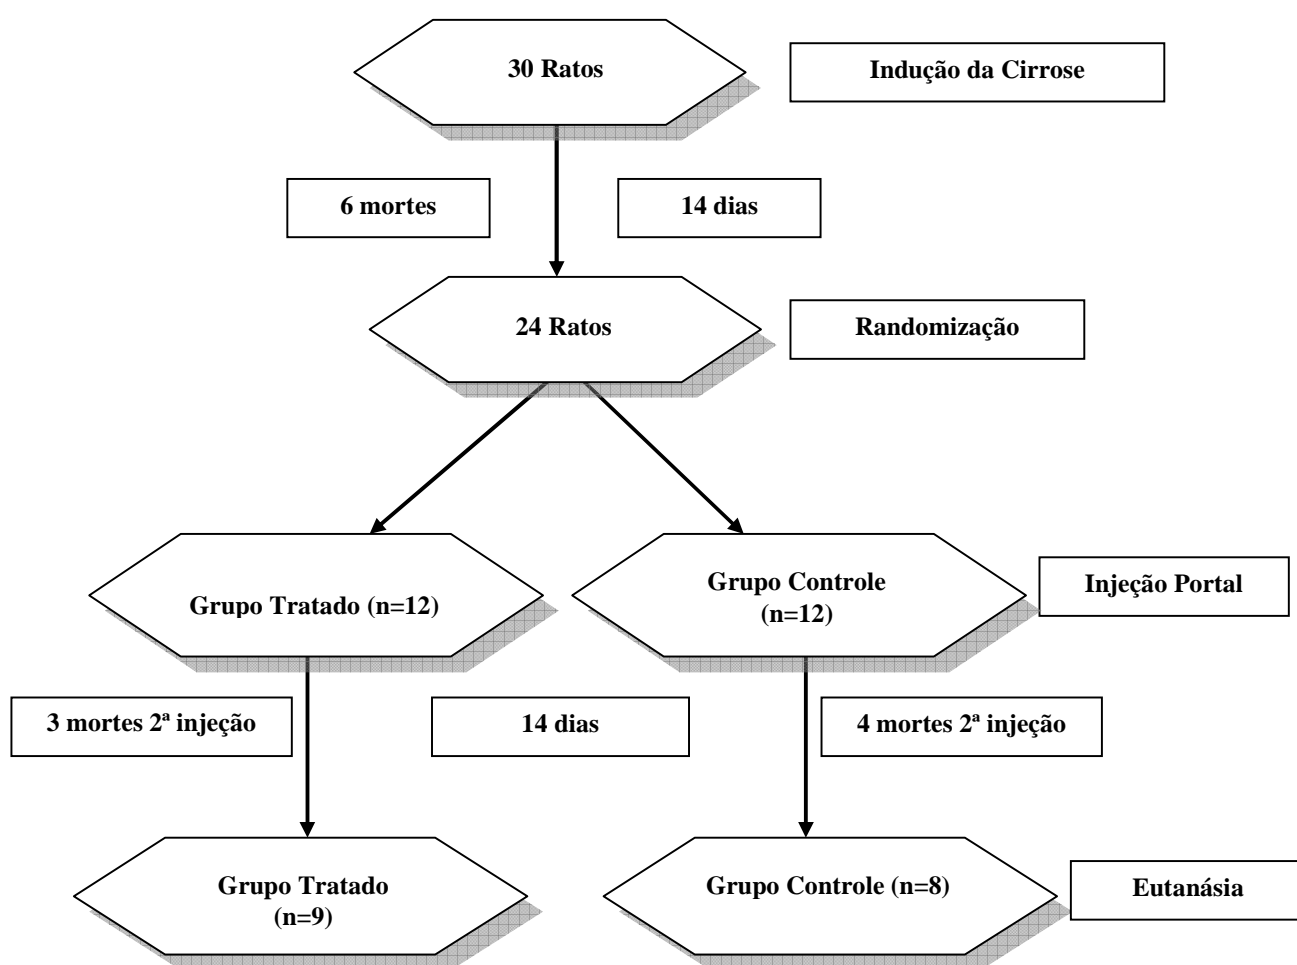 30 Ratos
Indução da Cirrose
6 mortes
14 dias
24 Ratos
Randomização
Grupo Tratado (n=12)
Grupo Controle
(n=12)
Injeção Portal
3 mortes 2ª injeção
14 dias
4 mortes 2ª injeção
Grupo Tratado
(n=9)
Grupo Controle (n=8)
Eutanásia